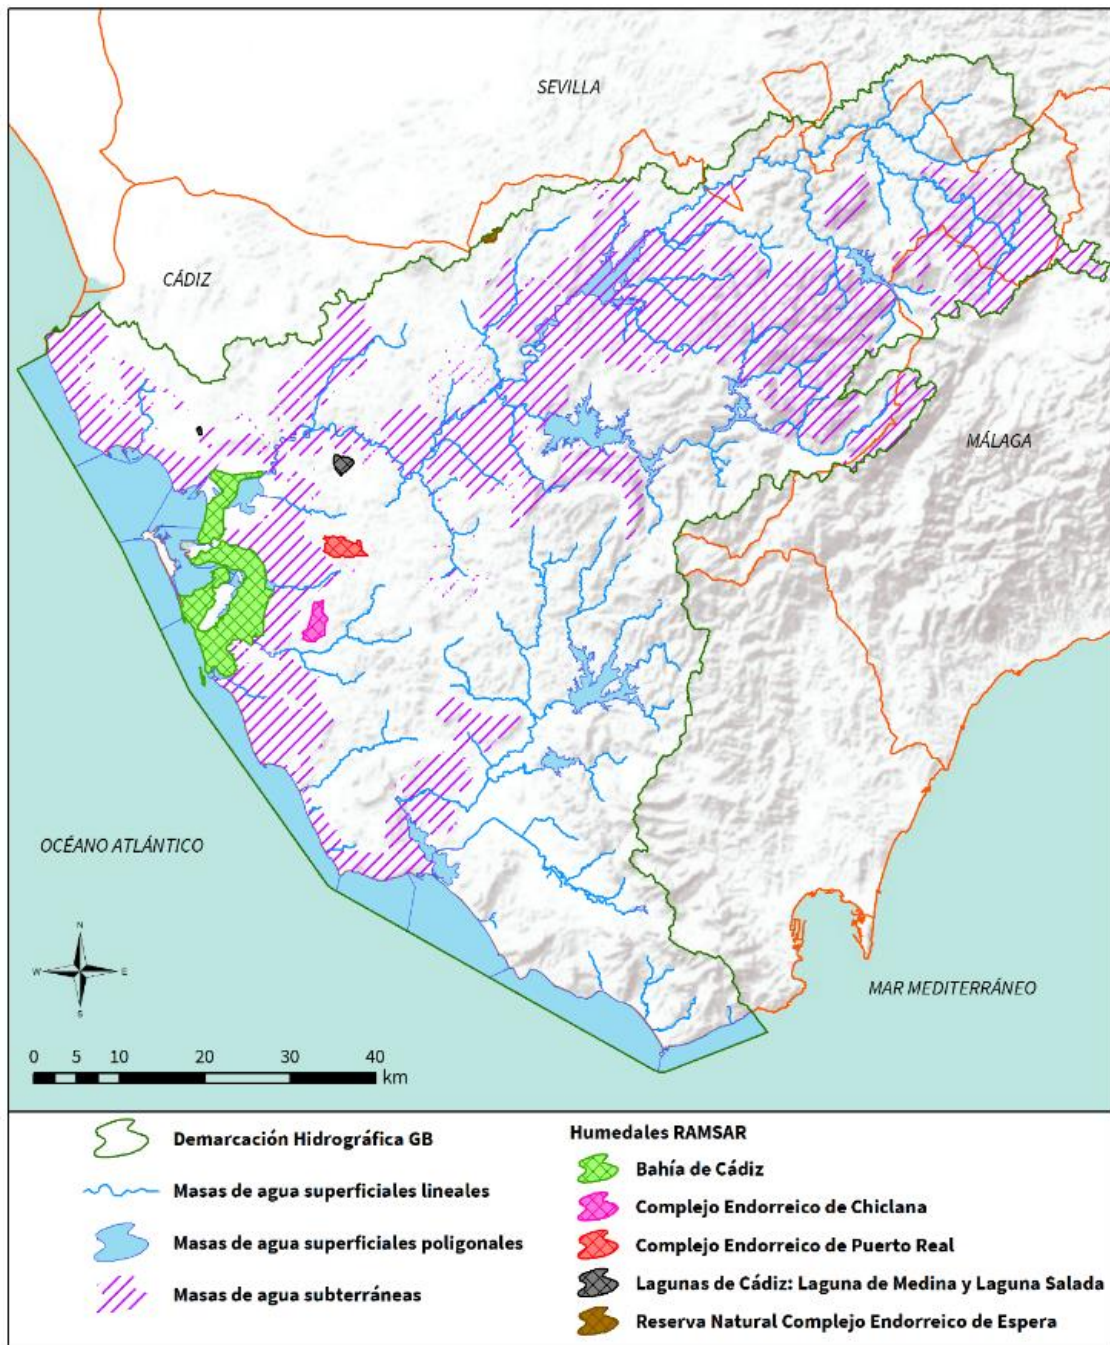 SEVILLA
CÁDIZ
MÁLAGA
OCÉANO ATLÁNTICO
MAR MEDITERRÁNEO
N
W E
S
0 5 10 20 30 40
km
Demarcación Hidrográfica GB
Masas de agua superficiales lineales
Masas de agua superficiales poligonales
Masas de agua subterráneas
Humedales RAMSAR
Bahía de Cádiz
Complejo Endorreico de Chiclana
Complejo Endorreico de Puerto Real
Lagunas de Cádiz: Laguna de Medina y Laguna Salada
Reserva Natural Complejo Endorreico de Espera